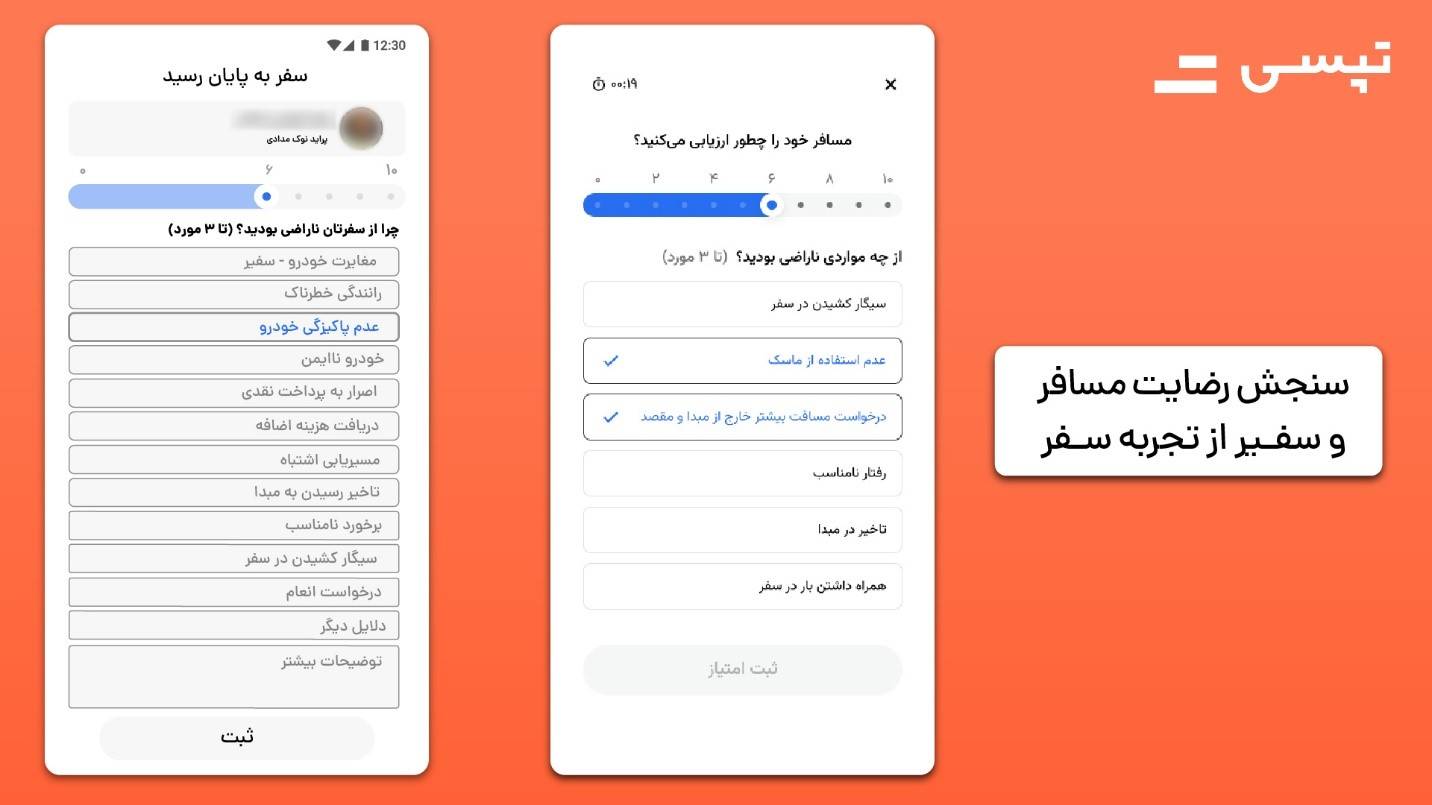 تپسی
سنجش رضایت مسافر
و سفـیر از تجربه سـفر
۰۰:۱۹
مسافر خود را چطور ارزیابی می‌کنید؟
۰ ۲ ۴ ۶ ۸ ۱۰
از چه مواردی ناراضی بودید؟ (تا ۳ مورد)
سیگار کشیدن در سفر
عدم استفاده از ماسک
درخواست مسافت بیشتر خارج از مبدا و مقصد
رفتار نامناسب
تاخیر در مبدا
همراه داشتن بار در سفر
ثبت امتیاز
12:30
سفر به پایان رسید
پراید نوک مدادی
۰ ۶ ۱۰
چرا از سفرتان ناراضی بودید؟ (تا ۳ مورد)
مغایرت خودرو - سفیر
رانندگی خطرناک
عدم پاکیزگی خودرو
خودرو ناایمن
اصرار به پرداخت نقدی
دریافت هزینه اضافه
مسیریابی اشتباه
تاخیر رسیدن به مبدا
برخورد نامناسب
سیگار کشیدن در سفر
درخواست انعام
دلایل دیگر
توضیحات بیشتر
ثبت